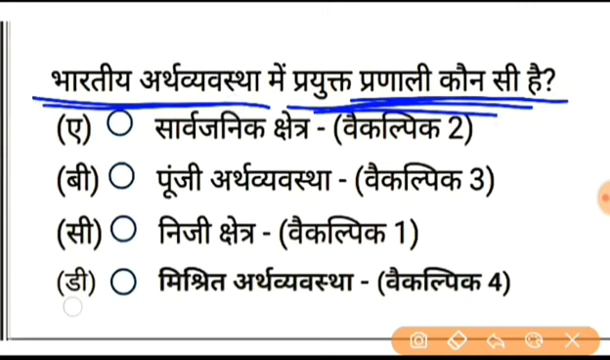 भारतीय अर्थव्यवस्था में प्रयुक्त प्रणाली कौन सी है?
(ए) सार्वजनिक क्षेत्र - (वैकल्पिक 2)
(बी) पूंजी अर्थव्यवस्था - (वैकल्पिक 3)
(सी) निजी क्षेत्र - (वैकल्पिक 1)
(डी) मिश्रित अर्थव्यवस्था - (वैकल्पिक 4)